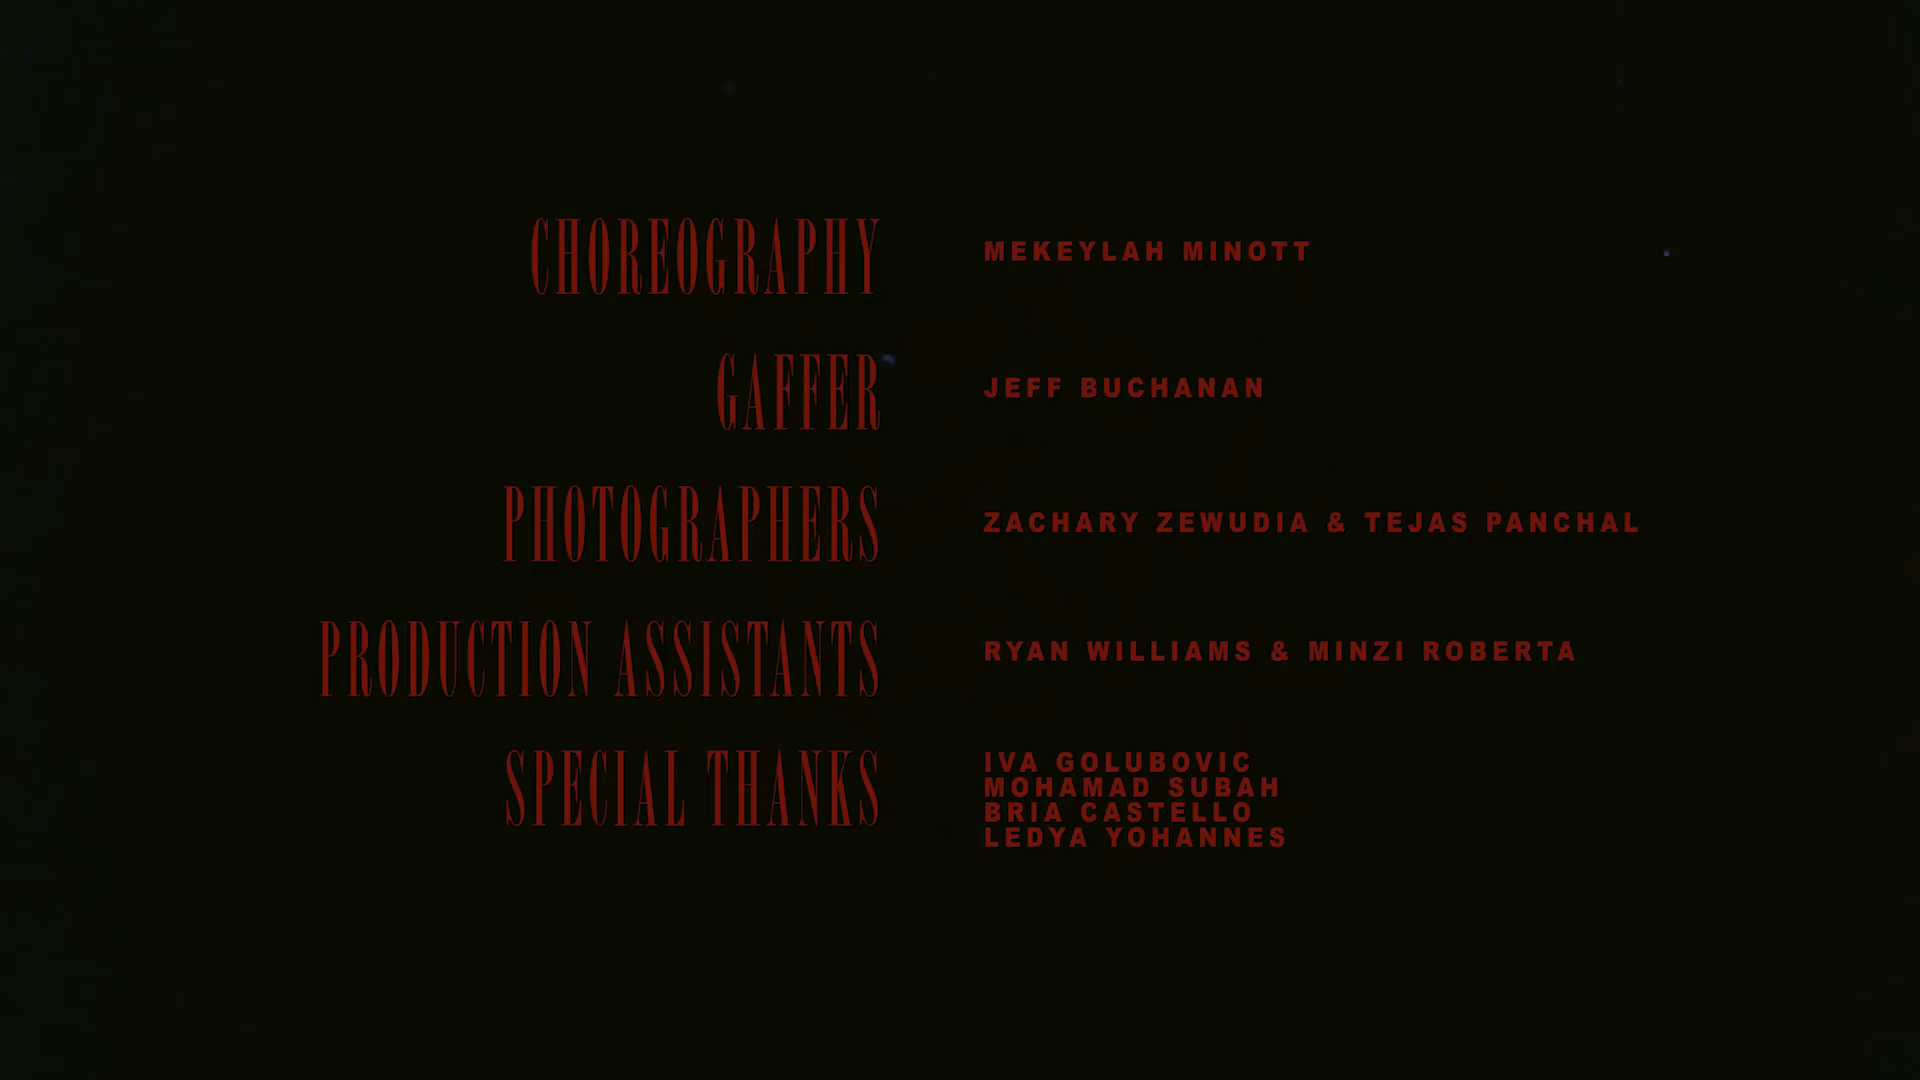 CHOREOGRAPHY MEKEYLAH MINOTT
GAFFER JEFF BUCHANAN
PHOTOGRAPHERS ZACHARY ZEWUDIA & TEJAS PANCHAL
PRODUCTION ASSISTANTS RYAN WILLIAMS & MINZI ROBERTA
SPECIAL THANKS IVA GOLUBOVIC
MOHAMAD SUBAH
BRIA CASTELLO
LEDYA YOHANNES